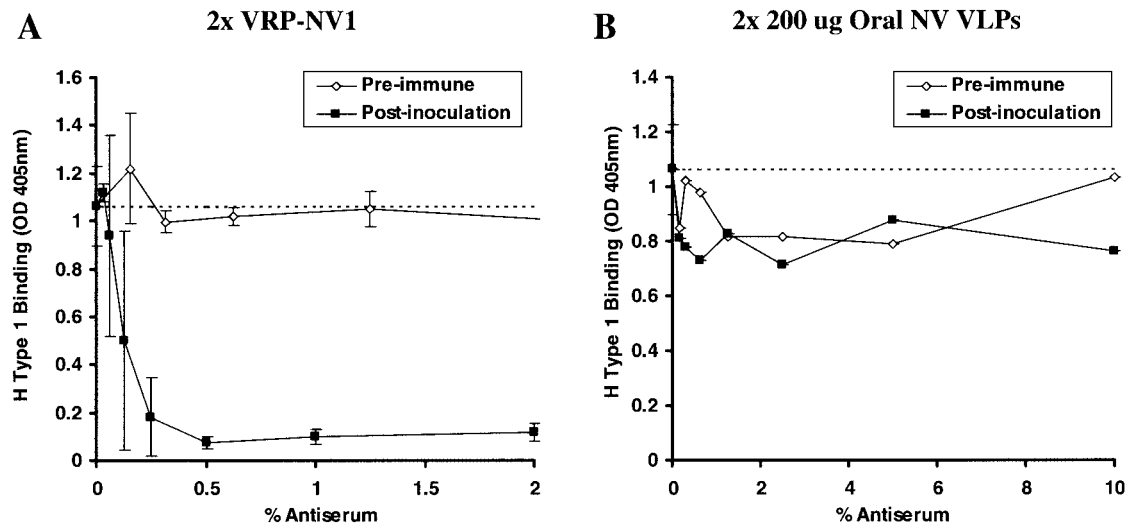 A
2x VRP-NV1
Pre-immune
Post-inoculation
H Type 1 Binding (OD 405nm)
1.6
1.4
1.2
1
0.8
0.6
0.4
0.2
0
0
0.5
1
1.5
2
% Antiserum
B
2x 200 ug Oral NV VLPs
Pre-immune
Post-inoculation
H Type 1 Binding (OD 405nm)
1.4
1.2
1
0.8
0.6
0.4
0.2
0
0
2
4
6
8
10
% Antiserum